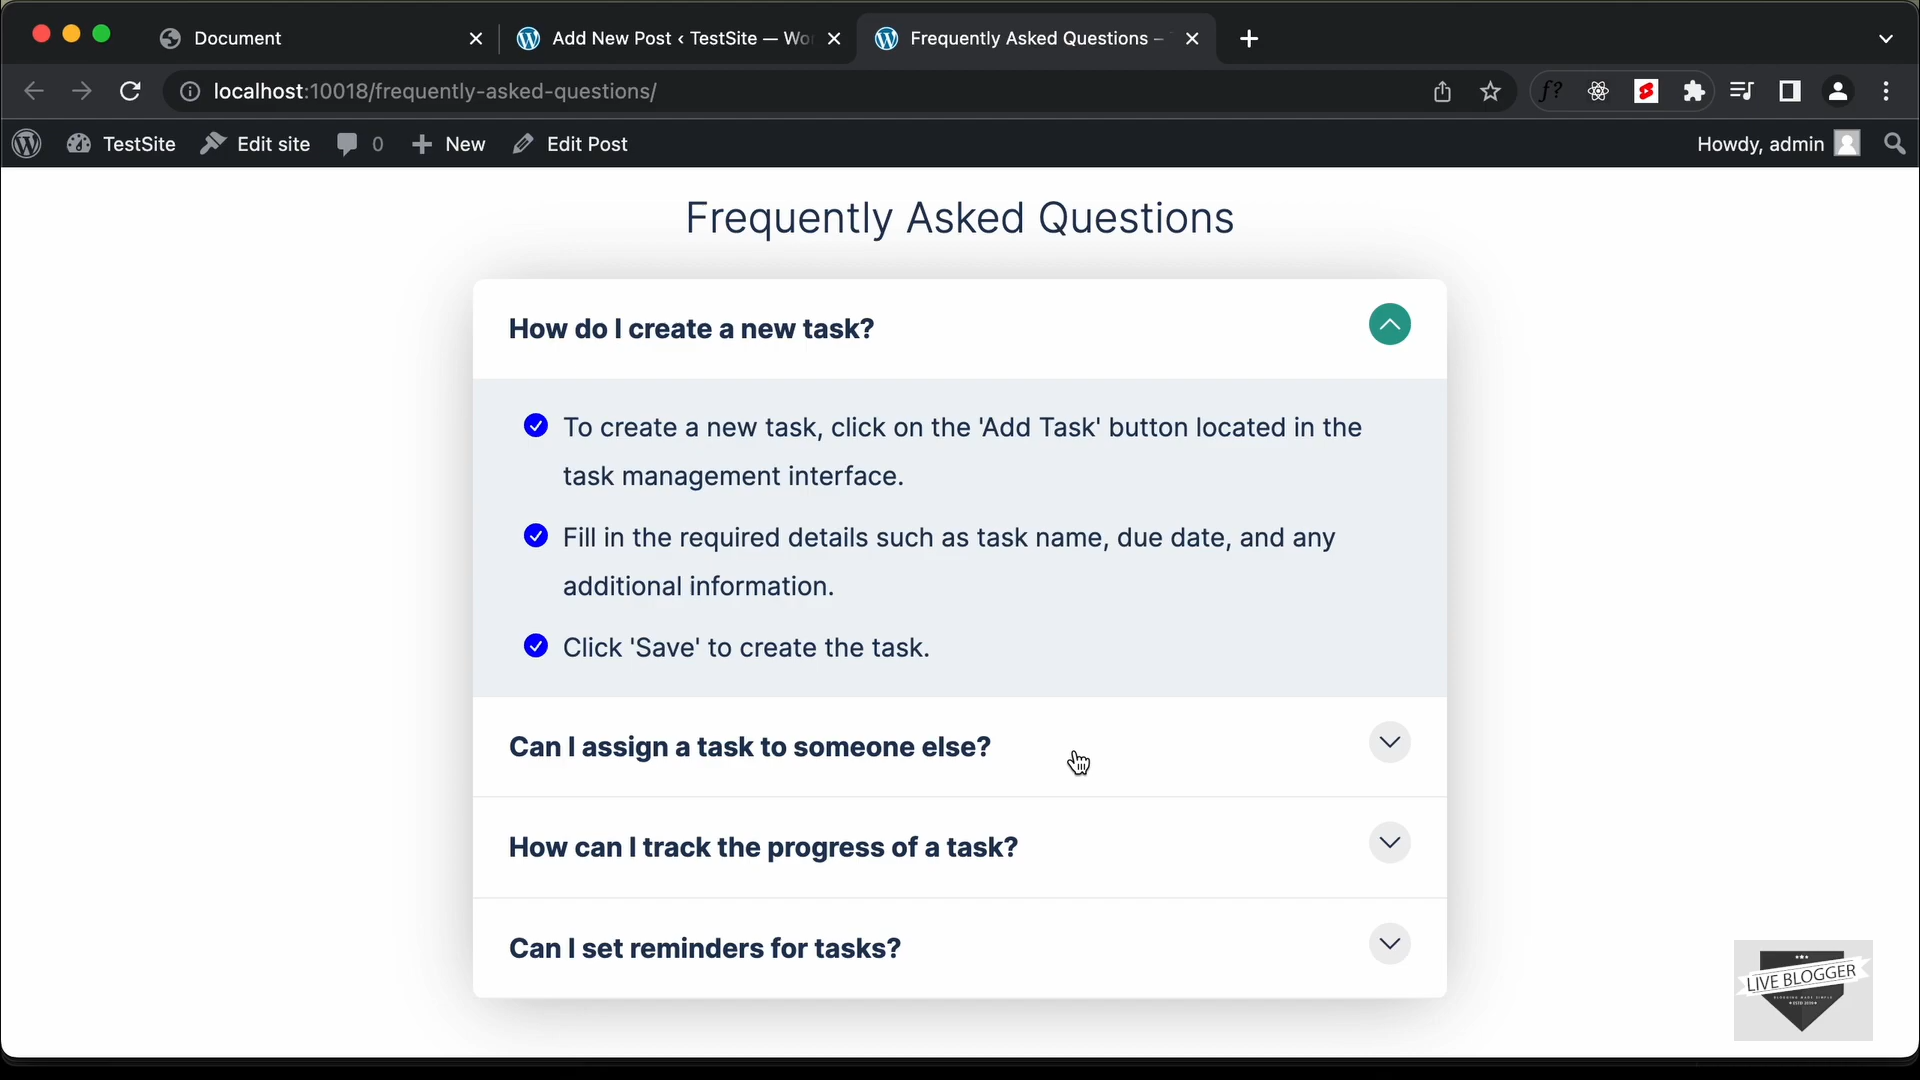 Document
Add New Post ‹ TestSite — Wo
Frequently Asked Questions –
localhost:10018/frequently-asked-questions/
f?
TestSite
Edit site
0
New
Edit Post
Howdy, admin
Frequently Asked Questions
How do I create a new task?
To create a new task, click on the 'Add Task' button located in the
task management interface.
Fill in the required details such as task name, due date, and any
additional information.
Click 'Save' to create the task.
Can I assign a task to someone else?
How can I track the progress of a task?
Can I set reminders for tasks?
LIVE BLOGGER